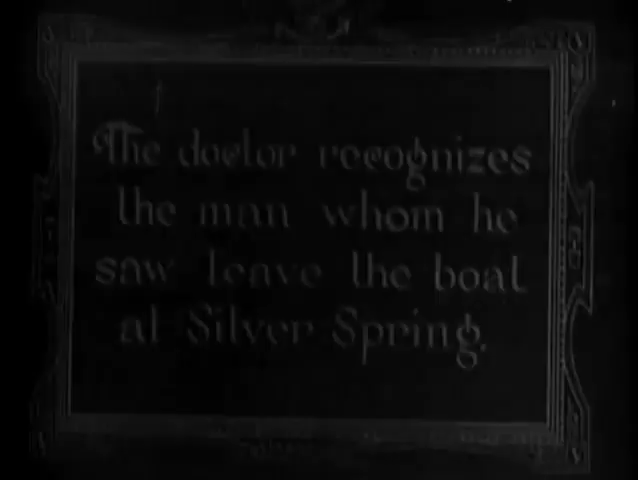 The doctor recognizes
the man whom he
saw leave the boat
at Silver Spring.